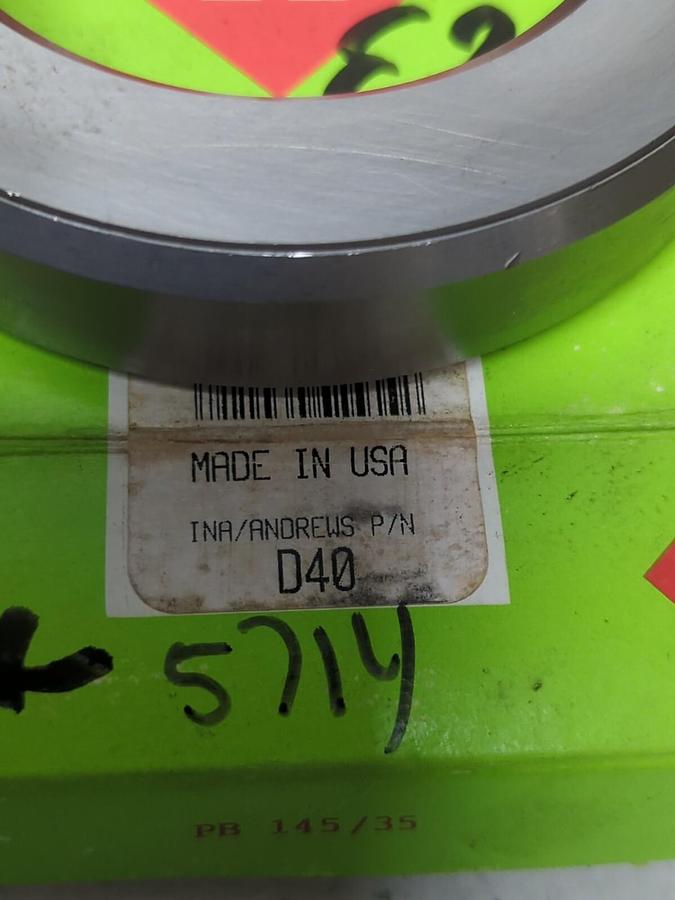 MADE IN USA
INA/ANDREWS P/N
D40
5714
PB 145/35